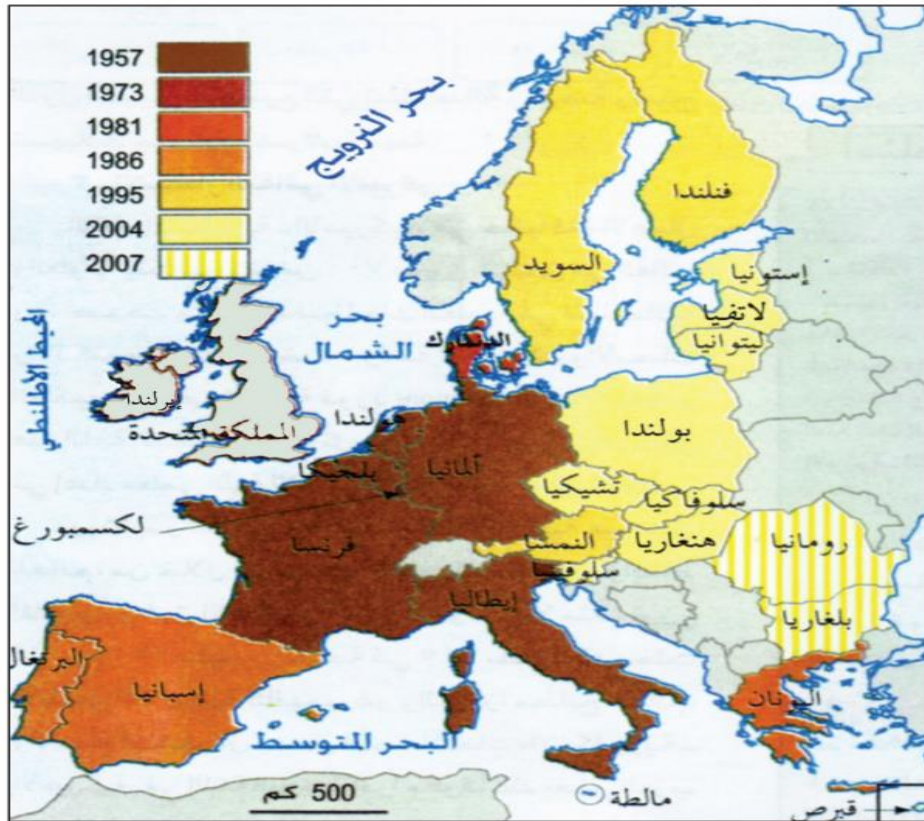 1957
1973
1981
1986
1995
2004
2007
بحر النرويج
فنلندا
السويد
إستونيا
لاتفيا
ليتوانيا
بحر
الشمال
الدنمارك
المحيط الأطلنطي
إيرلندا
المملكة المتحدة
هولندا
بولندا
بلجيكا
ألمانيا
تشيكيا
سلوفاكيا
لكسمبورغ
فرنسا
النمسا
هنغاريا
رومانيا
سلوفينيا
إيطاليا
بلغاريا
البرتغال
إسبانيا
اليونان
البحر المتوسط
500 كم
مالطة
قبرص